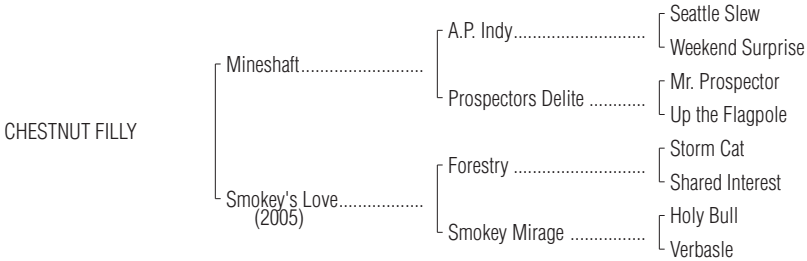 Seattle Slew
A.P. Indy............................
Weekend Surprise
Mineshaft..........................
Mr. Prospector
Prospectors Delite ............
Up the Flagpole
CHESTNUT FILLY
Storm Cat
Forestry ............................
Shared Interest
Smokey's Love..................
(2005)
Holy Bull
Smokey Mirage ................
Verbasle